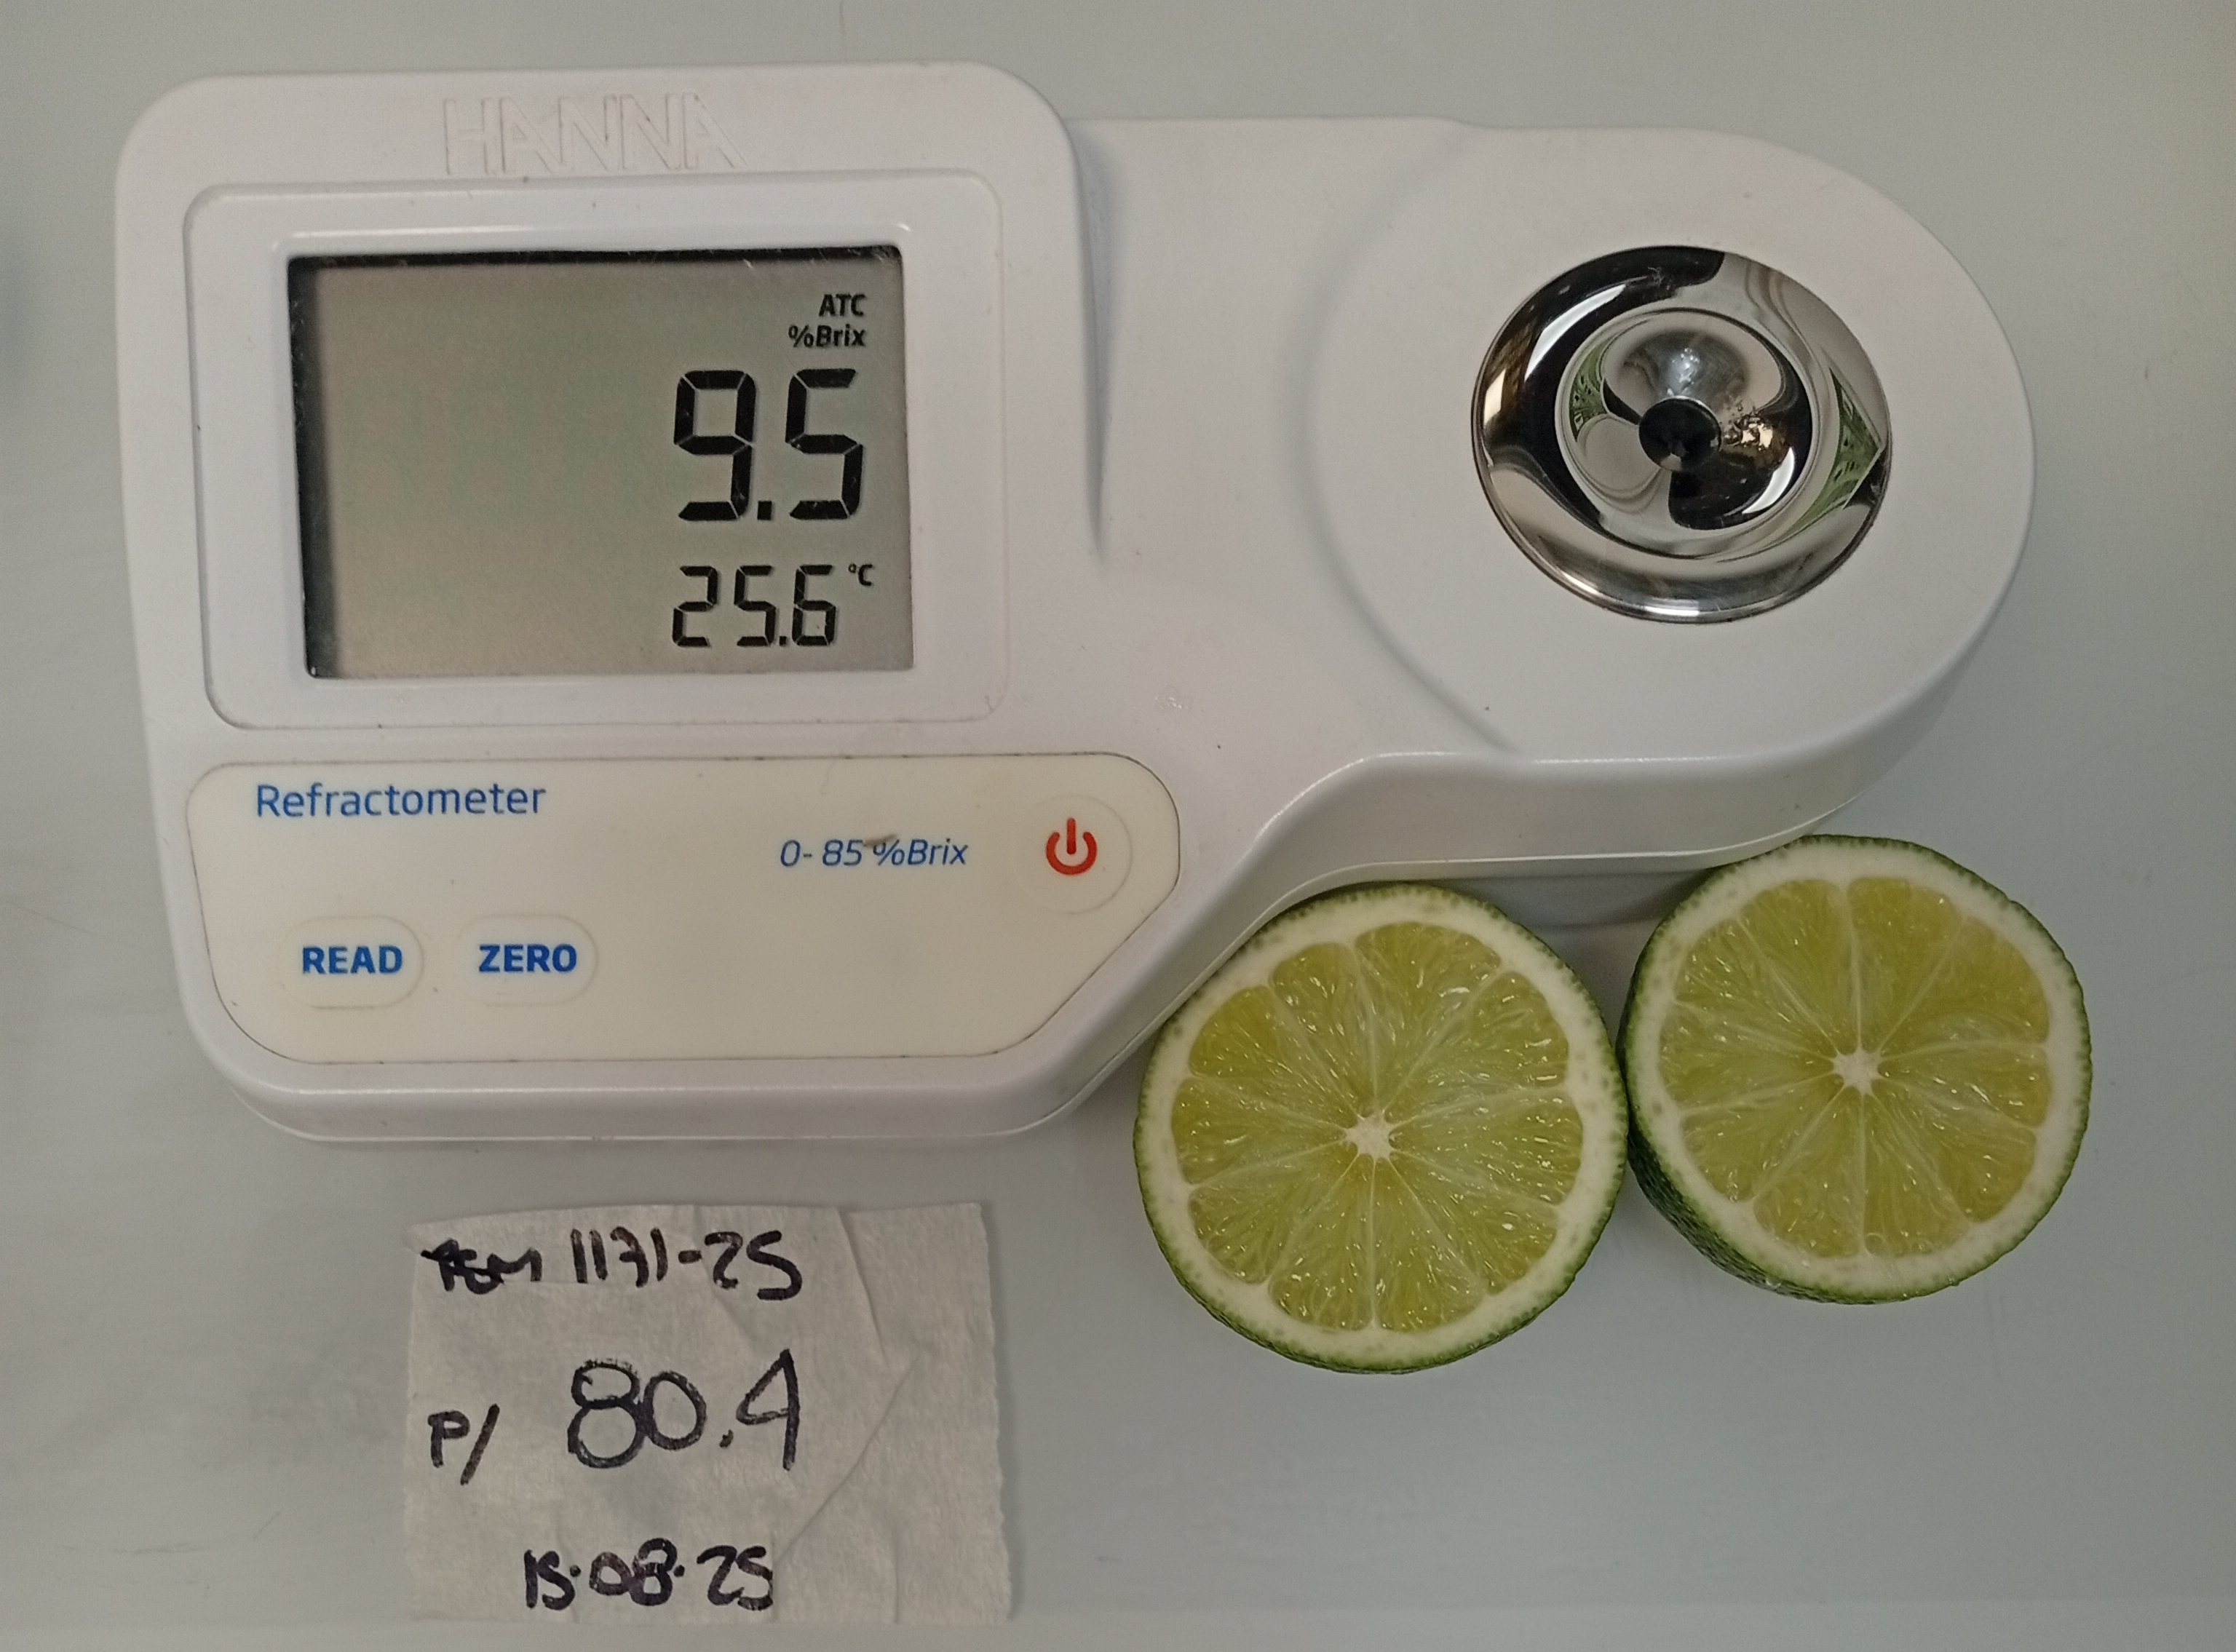 HANNA
ATC
%Brix
9.5
25.6 °C
Refractometer
0- 85 %Brix
READ ZERO
1171-25
P/ 80.4
15.08.25